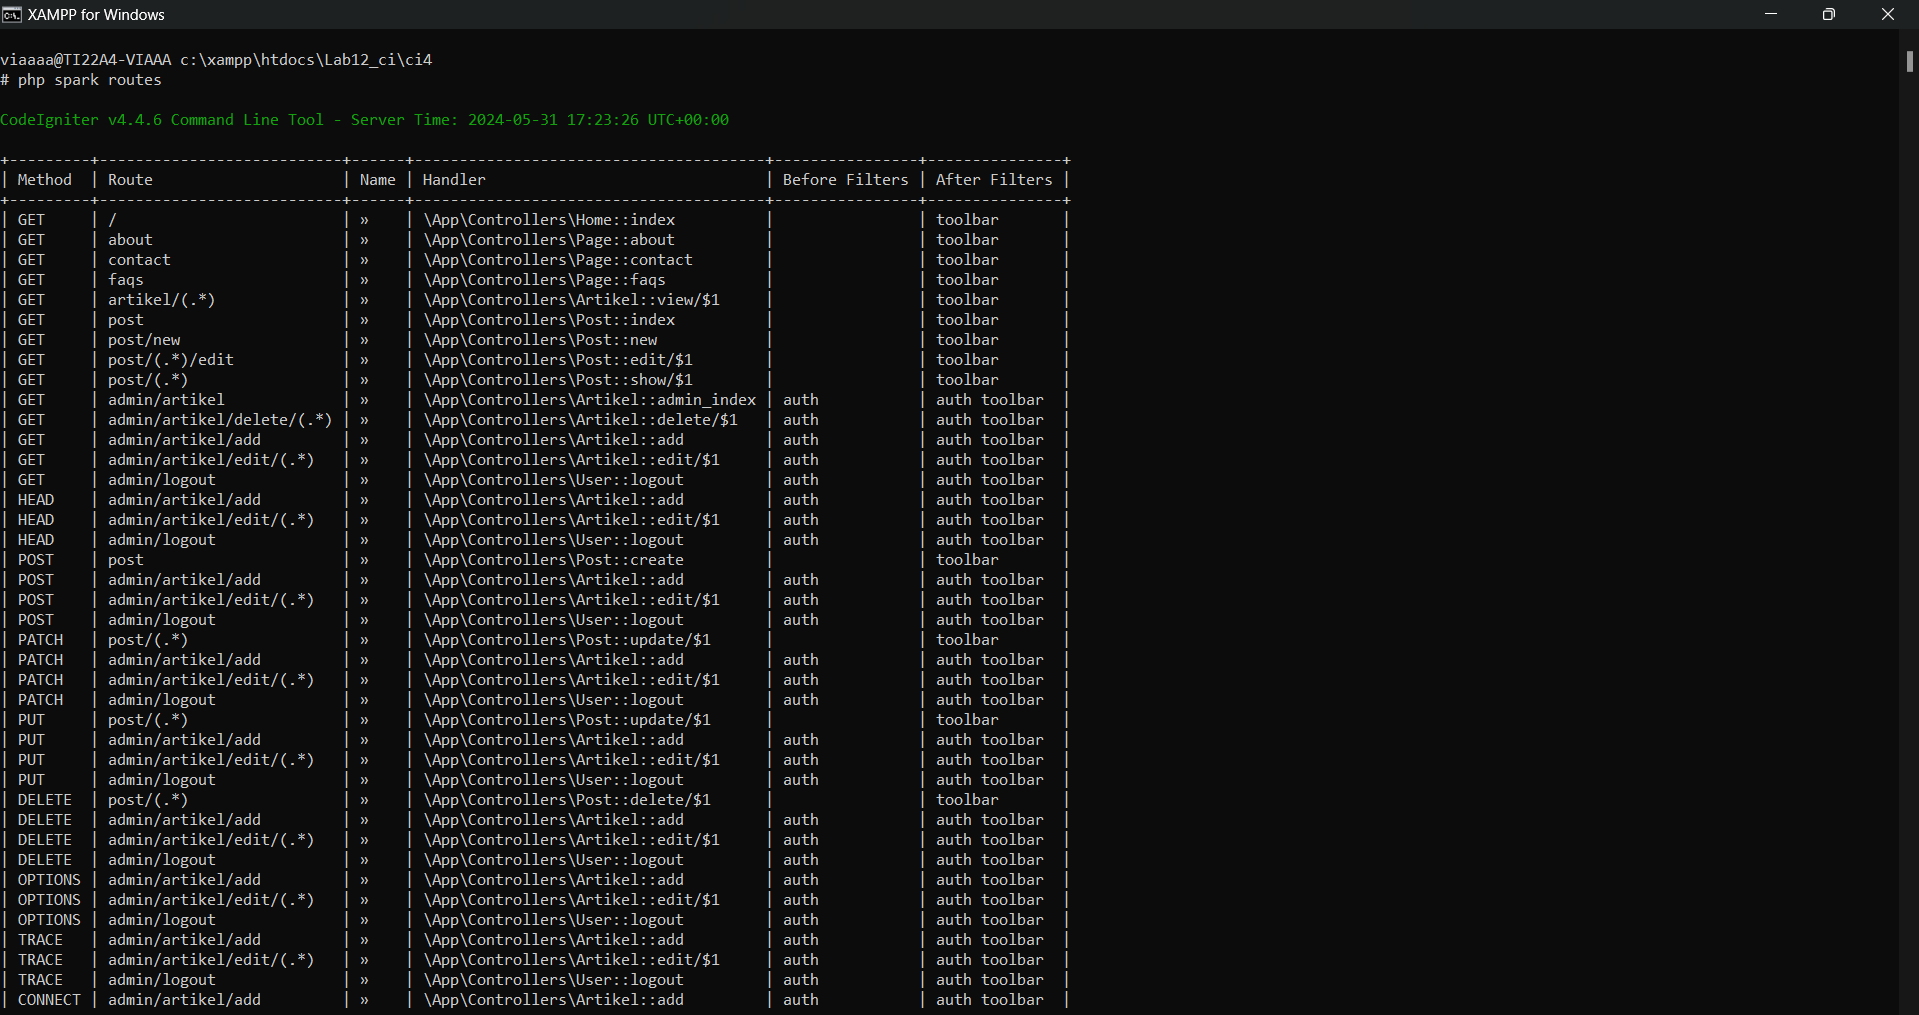 XAMPP for Windows
viaaaa@TI22A4-VIAAA c:\xampp\htdocs\Lab12_ci\ci4
# php spark routes
CodeIgniter v4.4.6 Command Line Tool - Server Time: 2024-05-31 17:23:26 UTC+00:00
+---------+---------------------------+------+---------------------------------------+----------------+---------------+
| Method | Route | Name | Handler | Before Filters | After Filters |
+---------+---------------------------+------+---------------------------------------+----------------+---------------+
| GET | / | » | \App\Controllers\Home::index | | toolbar |
| GET | about | » | \App\Controllers\Page::about | | toolbar |
| GET | contact | » | \App\Controllers\Page::contact | | toolbar |
| GET | faqs | » | \App\Controllers\Page::faqs | | toolbar |
| GET | artikel/(.*) | » | \App\Controllers\Artikel::view/$1 | | toolbar |
| GET | post | » | \App\Controllers\Post::index | | toolbar |
| GET | post/new | » | \App\Controllers\Post::new | | toolbar |
| GET | post/(.*)/edit | » | \App\Controllers\Post::edit/$1 | | toolbar |
| GET | post/(.*) | » | \App\Controllers\Post::show/$1 | | toolbar |
| GET | admin/artikel | » | \App\Controllers\Artikel::admin_index | auth | auth toolbar |
| GET | admin/artikel/delete/(.*) | » | \App\Controllers\Artikel::delete/$1 | auth | auth toolbar |
| GET | admin/artikel/add | » | \App\Controllers\Artikel::add | auth | auth toolbar |
| GET | admin/artikel/edit/(.*) | » | \App\Controllers\Artikel::edit/$1 | auth | auth toolbar |
| GET | admin/logout | » | \App\Controllers\User::logout | auth | auth toolbar |
| HEAD | admin/artikel/add | » | \App\Controllers\Artikel::add | auth | auth toolbar |
| HEAD | admin/artikel/edit/(.*) | » | \App\Controllers\Artikel::edit/$1 | auth | auth toolbar |
| HEAD | admin/logout | » | \App\Controllers\User::logout | auth | auth toolbar |
| POST | post | » | \App\Controllers\Post::create | | toolbar |
| POST | admin/artikel/add | » | \App\Controllers\Artikel::add | auth | auth toolbar |
| POST | admin/artikel/edit/(.*) | » | \App\Controllers\Artikel::edit/$1 | auth | auth toolbar |
| POST | admin/logout | » | \App\Controllers\User::logout | auth | auth toolbar |
| PATCH | post/(.*) | » | \App\Controllers\Post::update/$1 | | toolbar |
| PATCH | admin/artikel/add | » | \App\Controllers\Artikel::add | auth | auth toolbar |
| PATCH | admin/artikel/edit/(.*) | » | \App\Controllers\Artikel::edit/$1 | auth | auth toolbar |
| PATCH | admin/logout | » | \App\Controllers\User::logout | auth | auth toolbar |
| PUT | post/(.*) | » | \App\Controllers\Post::update/$1 | | toolbar |
| PUT | admin/artikel/add | » | \App\Controllers\Artikel::add | auth | auth toolbar |
| PUT | admin/artikel/edit/(.*) | » | \App\Controllers\Artikel::edit/$1 | auth | auth toolbar |
| PUT | admin/logout | » | \App\Controllers\User::logout | auth | auth toolbar |
| DELETE | post/(.*) | » | \App\Controllers\Post::delete/$1 | | toolbar |
| DELETE | admin/artikel/add | » | \App\Controllers\Artikel::add | auth | auth toolbar |
| DELETE | admin/artikel/edit/(.*) | » | \App\Controllers\Artikel::edit/$1 | auth | auth toolbar |
| DELETE | admin/logout | » | \App\Controllers\User::logout | auth | auth toolbar |
| OPTIONS | admin/artikel/add | » | \App\Controllers\Artikel::add | auth | auth toolbar |
| OPTIONS | admin/artikel/edit/(.*) | » | \App\Controllers\Artikel::edit/$1 | auth | auth toolbar |
| OPTIONS | admin/logout | » | \App\Controllers\User::logout | auth | auth toolbar |
| TRACE | admin/artikel/add | » | \App\Controllers\Artikel::add | auth | auth toolbar |
| TRACE | admin/artikel/edit/(.*) | » | \App\Controllers\Artikel::edit/$1 | auth | auth toolbar |
| TRACE | admin/logout | » | \App\Controllers\User::logout | auth | auth toolbar |
| CONNECT | admin/artikel/add | » | \App\Controllers\Artikel::add | auth | auth toolbar |